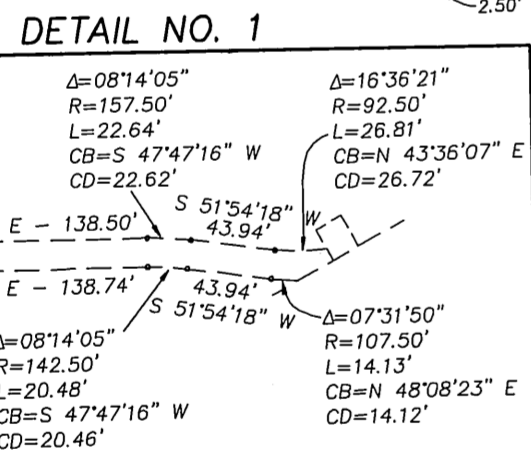 2.50'
DETAIL NO. 1
Δ=08°14'05"
R=157.50'
L=22.64'
CB=S 47°47'16" W
CD=22.62'
Δ=16°36'21"
R=92.50'
L=26.81'
CB=N 43°36'07" E
CD=26.72'
E - 138.50'
S 51°54'18" W
43.94'
E - 138.74'
43.94'
S 51°54'18" W
Δ=08°14'05"
R=142.50'
L=20.48'
CB=S 47°47'16" W
CD=20.46'
Δ=07°31'50"
R=107.50'
L=14.13'
CB=N 48°08'23" E
CD=14.12'